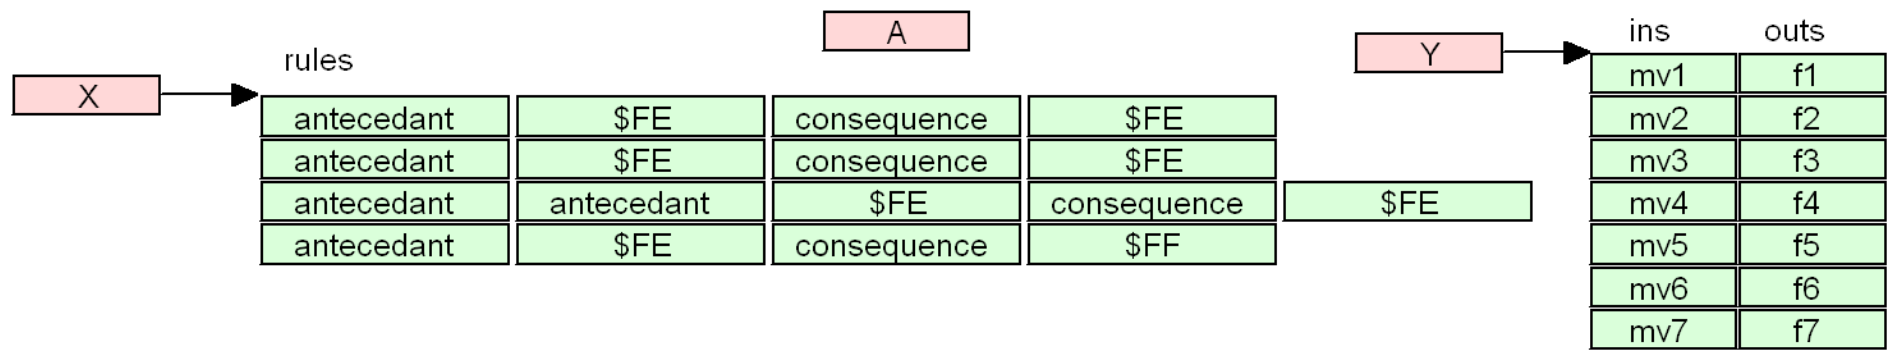 A
ins outs
Y
rules
X
mv1 f1
antecedant $FE consequence $FE
mv2 f2
antecedant $FE consequence $FE
mv3 f3
antecedant antecedant $FE consequence $FE
mv4 f4
antecedant $FE consequence $FF
mv5 f5
mv6 f6
mv7 f7